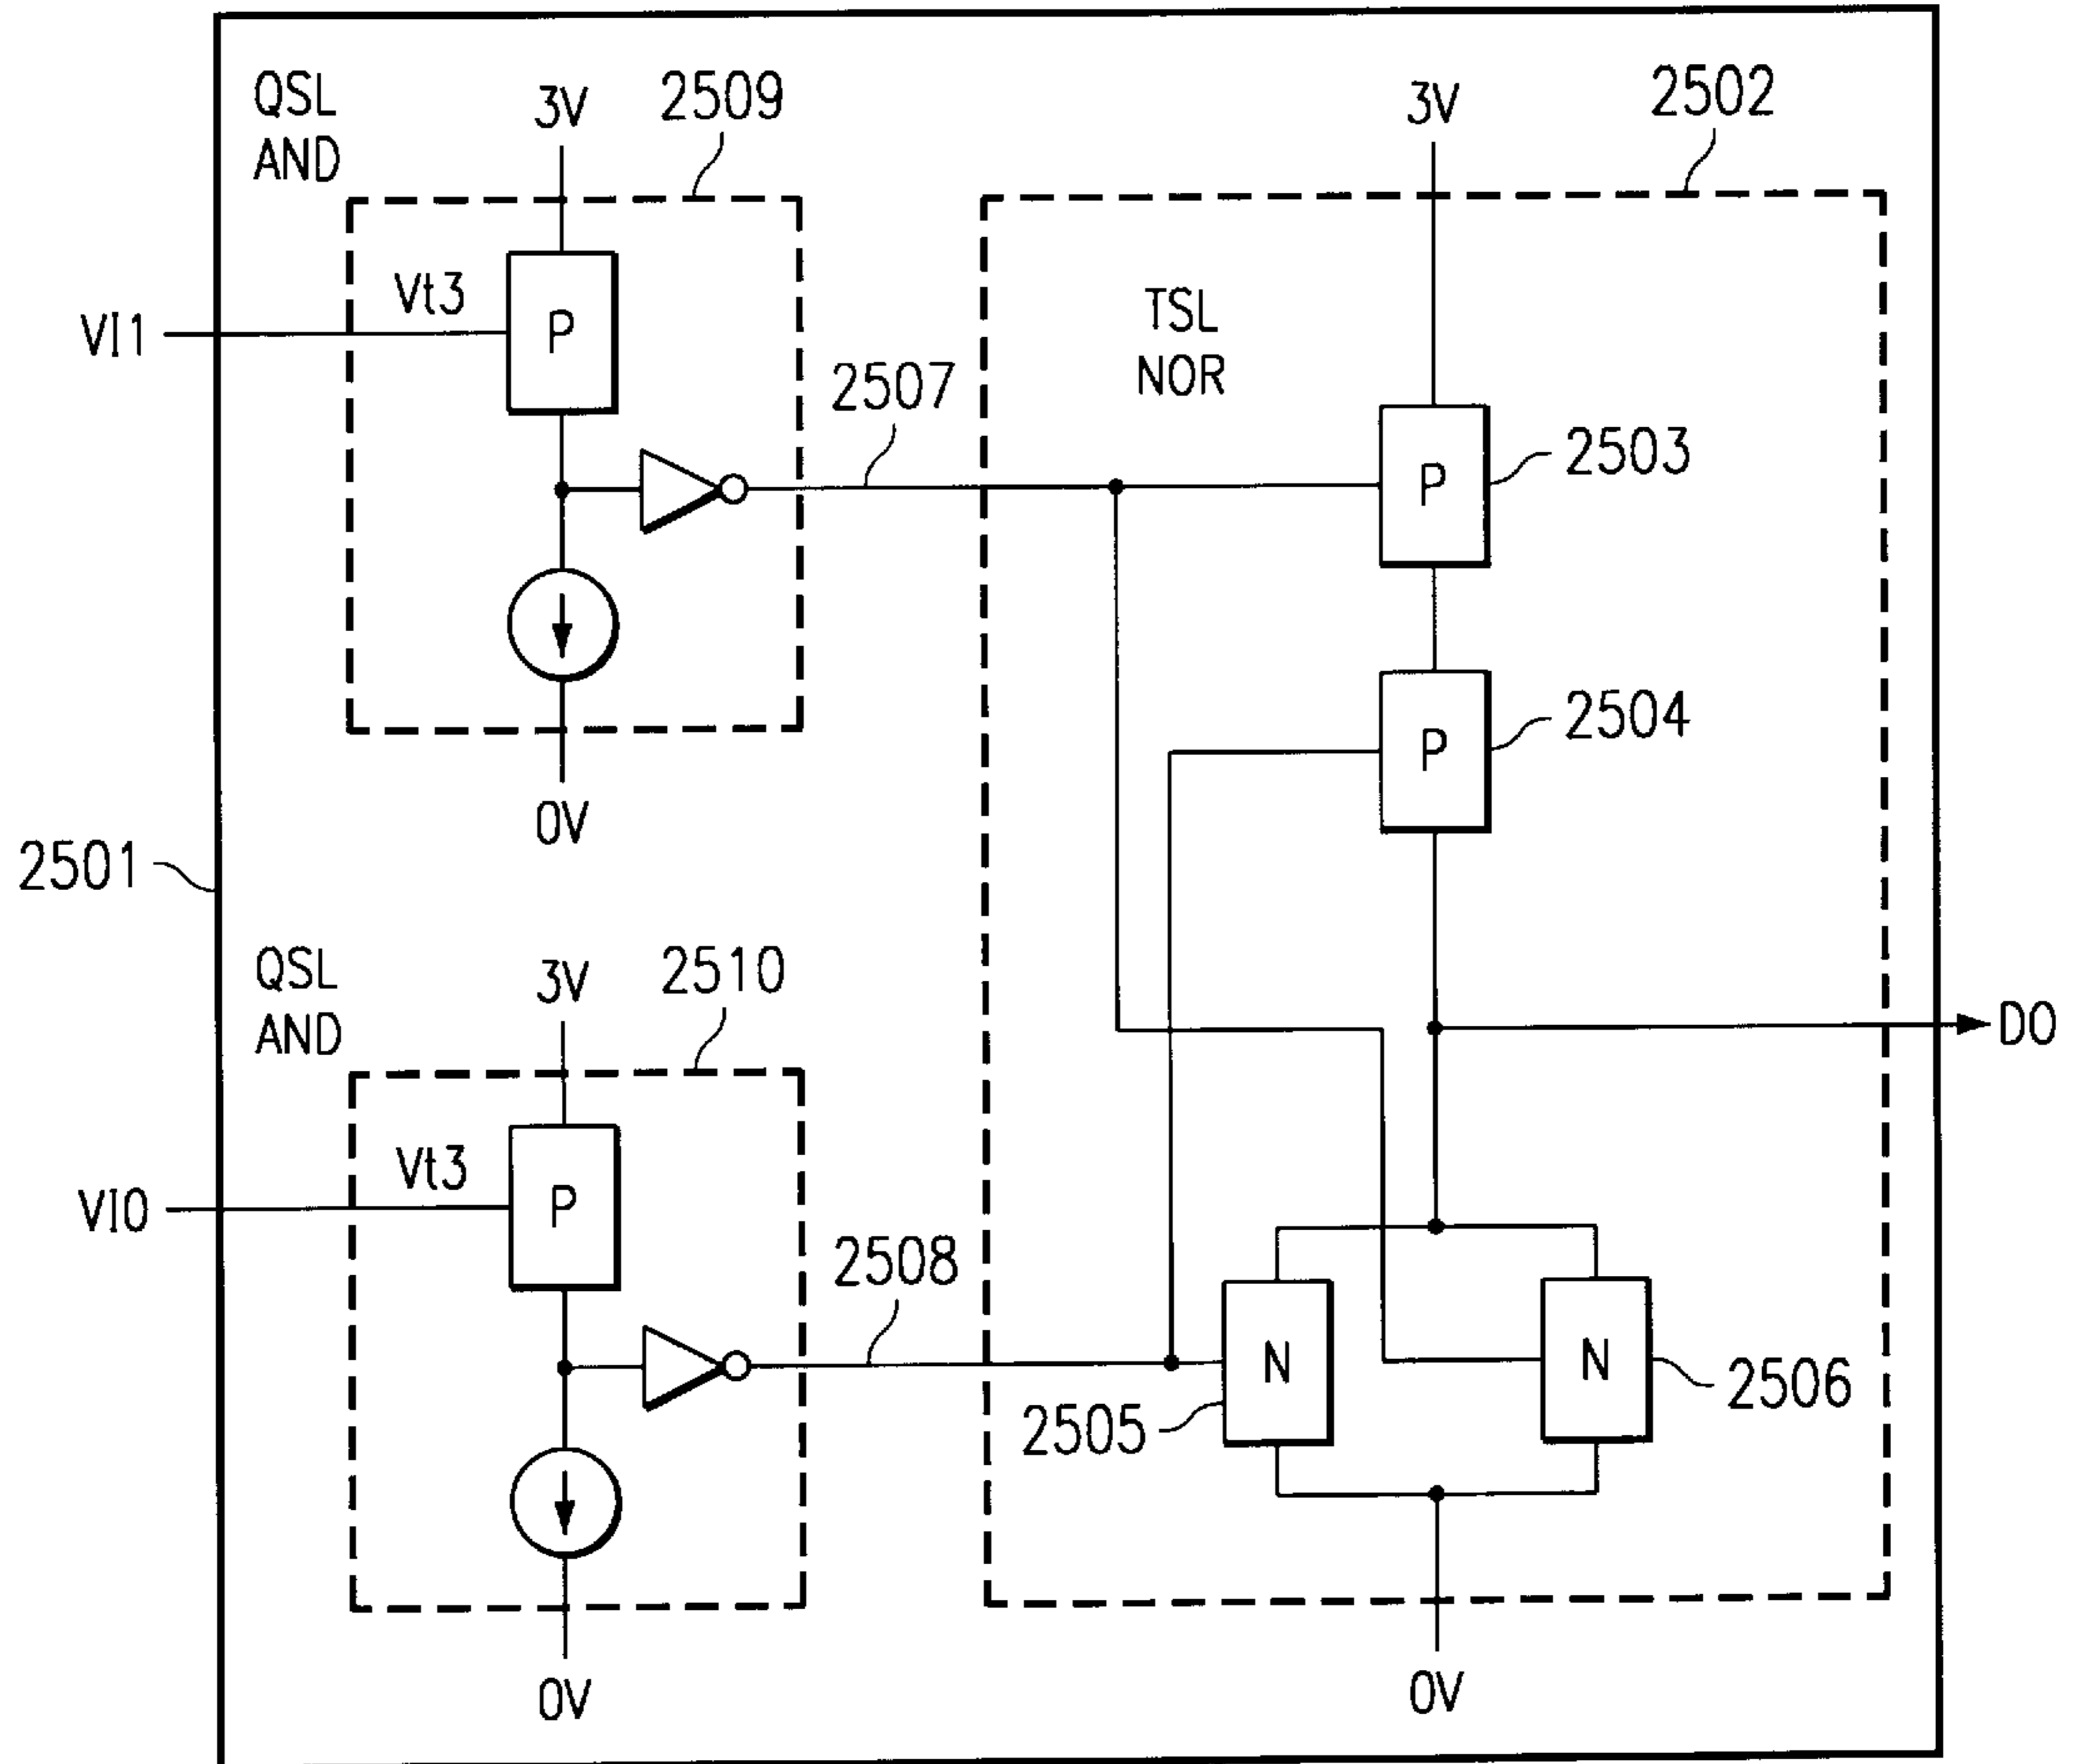 QSL
AND
3V
2509
3V
2502
Vt3
VI1
P
TSL
NOR
2507
P
2503
P
2504
0V
2501
QSL
AND
3V
2510
DO
Vt3
VI0
P
2508
N
N
2505
2506
0V
0V